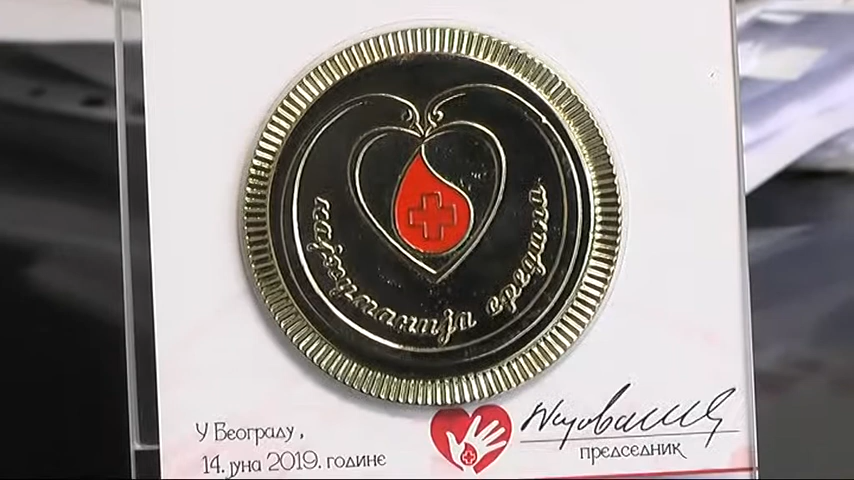 најхуманија средина
У Београду,
14. јуна 2019. године
председник